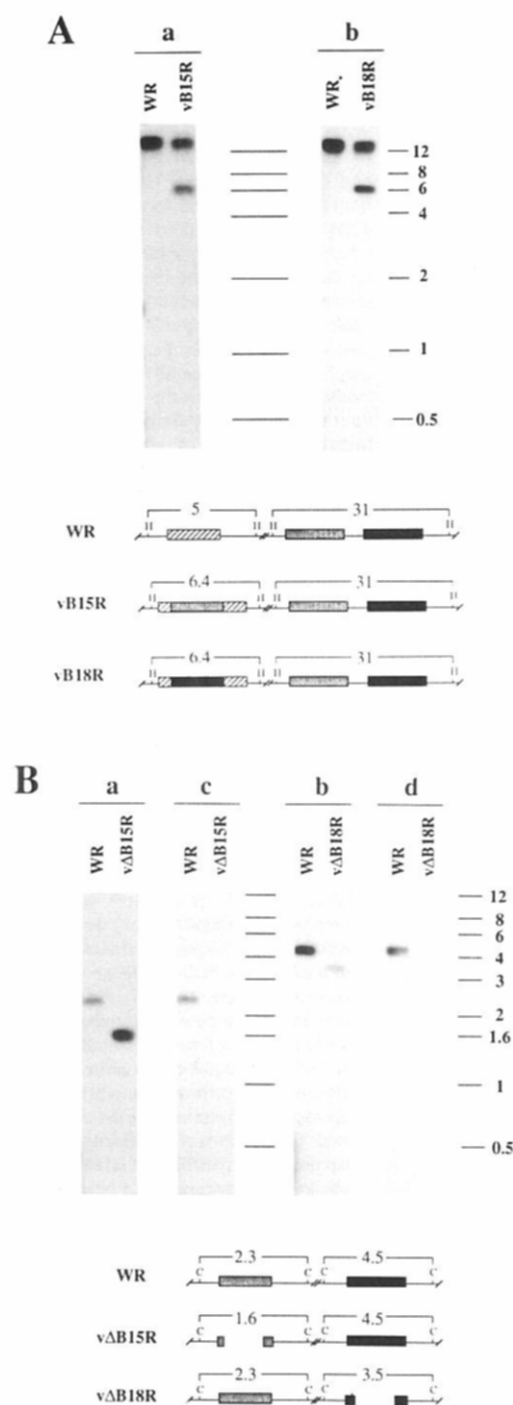 A
a b
WR vB15R WR. vB18R
12
8
6
4
2
1
0.5
5 31
WR
6.4 31
vB15R
6.4 31
vB18R
B
a c b d
WR vΔB15R WR vΔB15R WR vΔB18R WR vΔB18R
12
8
6
4
3
2
1.6
1
0.5
2.3 4.5
C C C C
WR
1.6 4.5
C C C C
vΔB15R
2.3 3.5
C C C C
vΔB18R